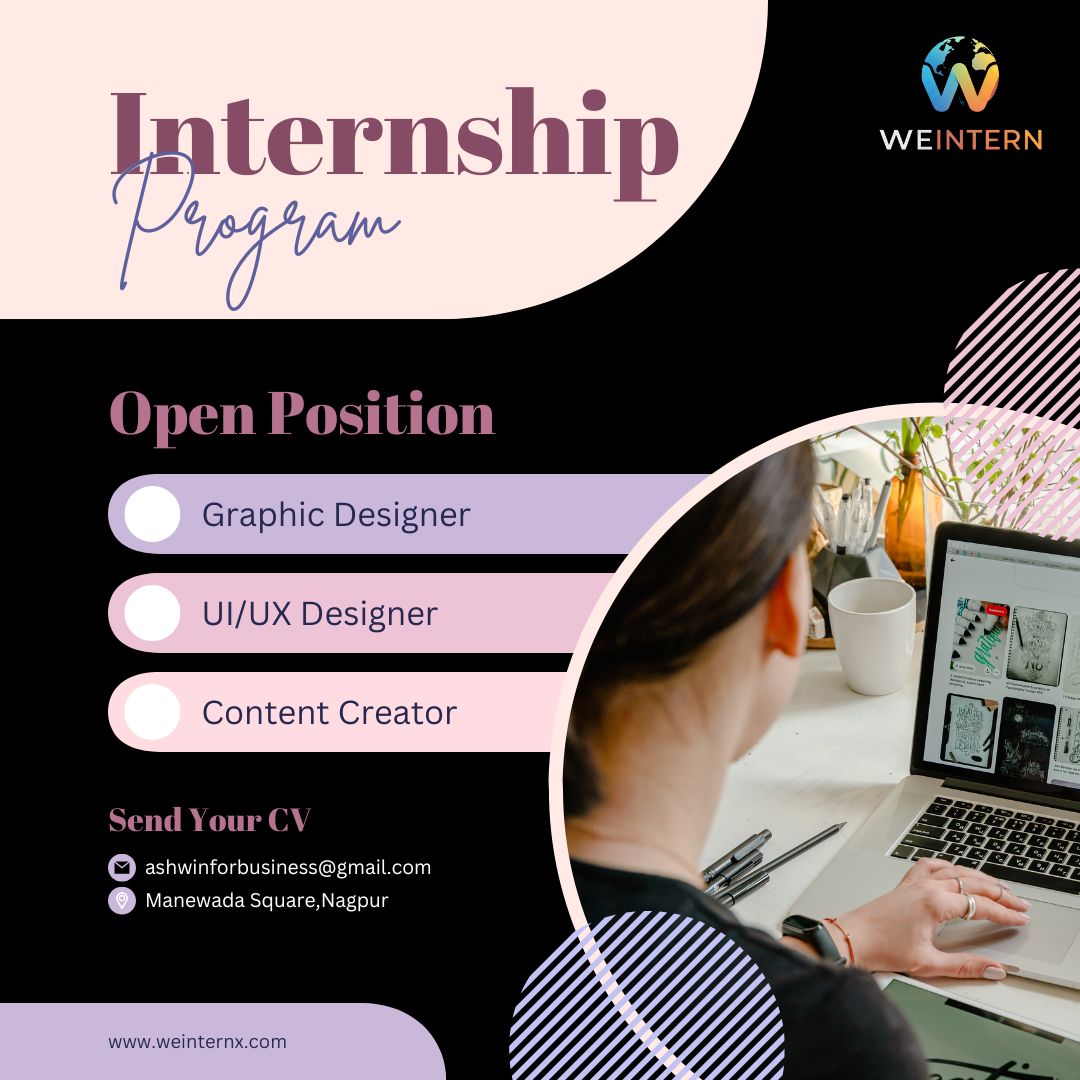 WEINTERN
Internship
Program
Open Position
Graphic Designer
UI/UX Designer
Content Creator
Send Your CV
ashwinforbusiness@gmail.com
Manewada Square,Nagpur
www.weinternx.com